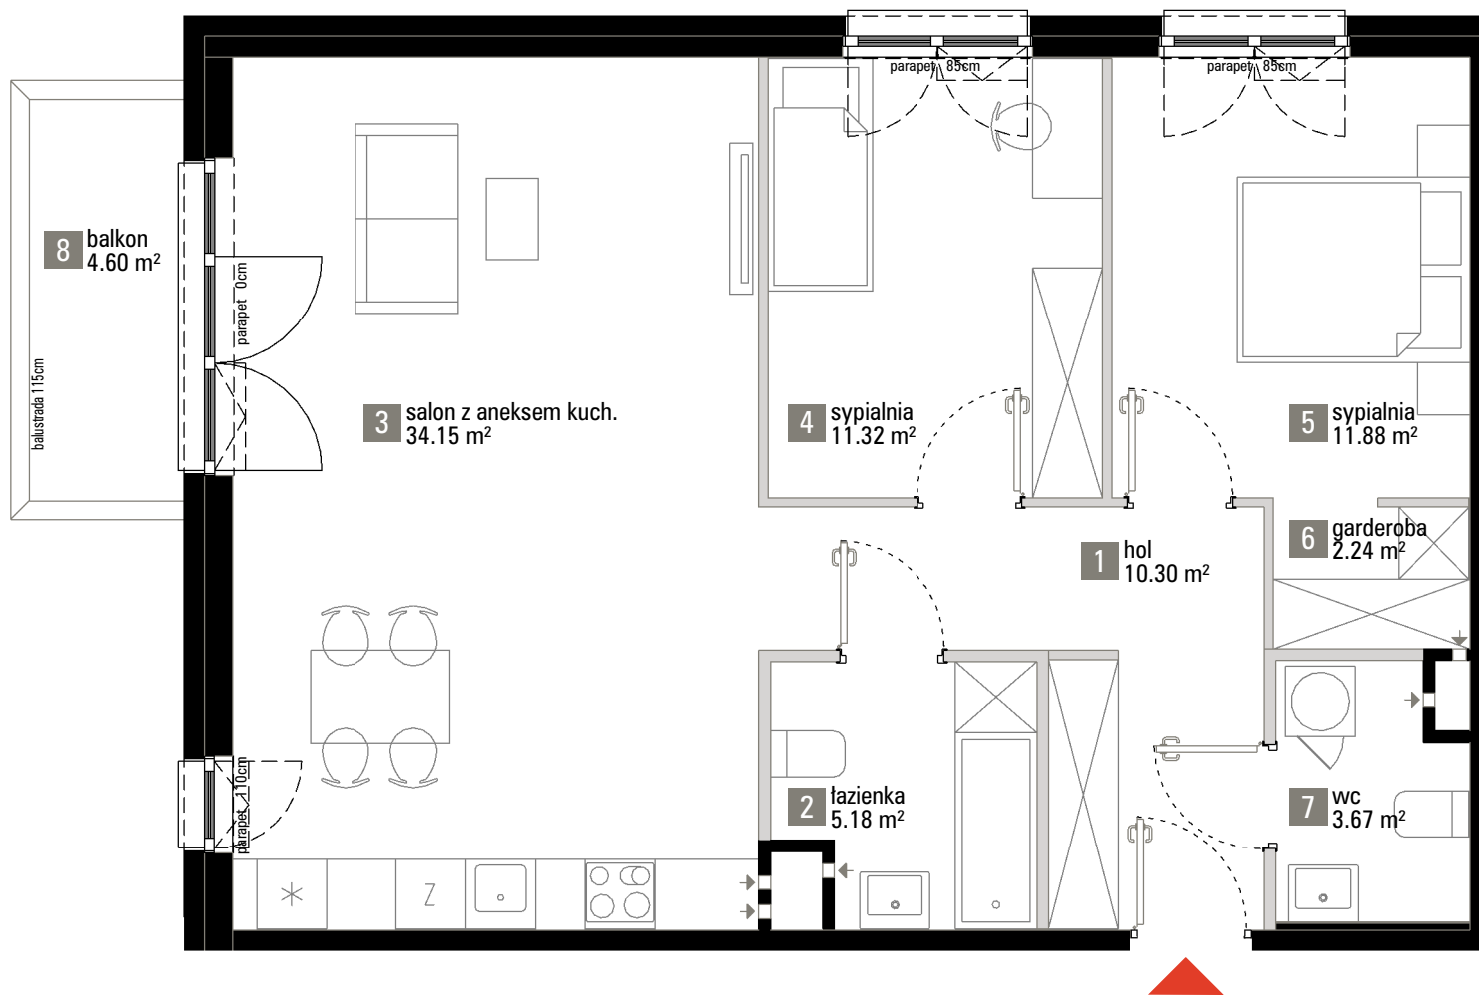 parapet 85cm
parapet 85cm
8 balkon
4.60 m²
parapet 0cm
balustrada 115cm
3 salon z aneksem kuch.
34.15 m²
4 sypialnia
11.32 m²
5 sypialnia
11.88 m²
6 garderoba
2.24 m²
1 hol
10.30 m²
2 łazienka
5.18 m²
7 wc
3.67 m²
parapet 110cm
Z